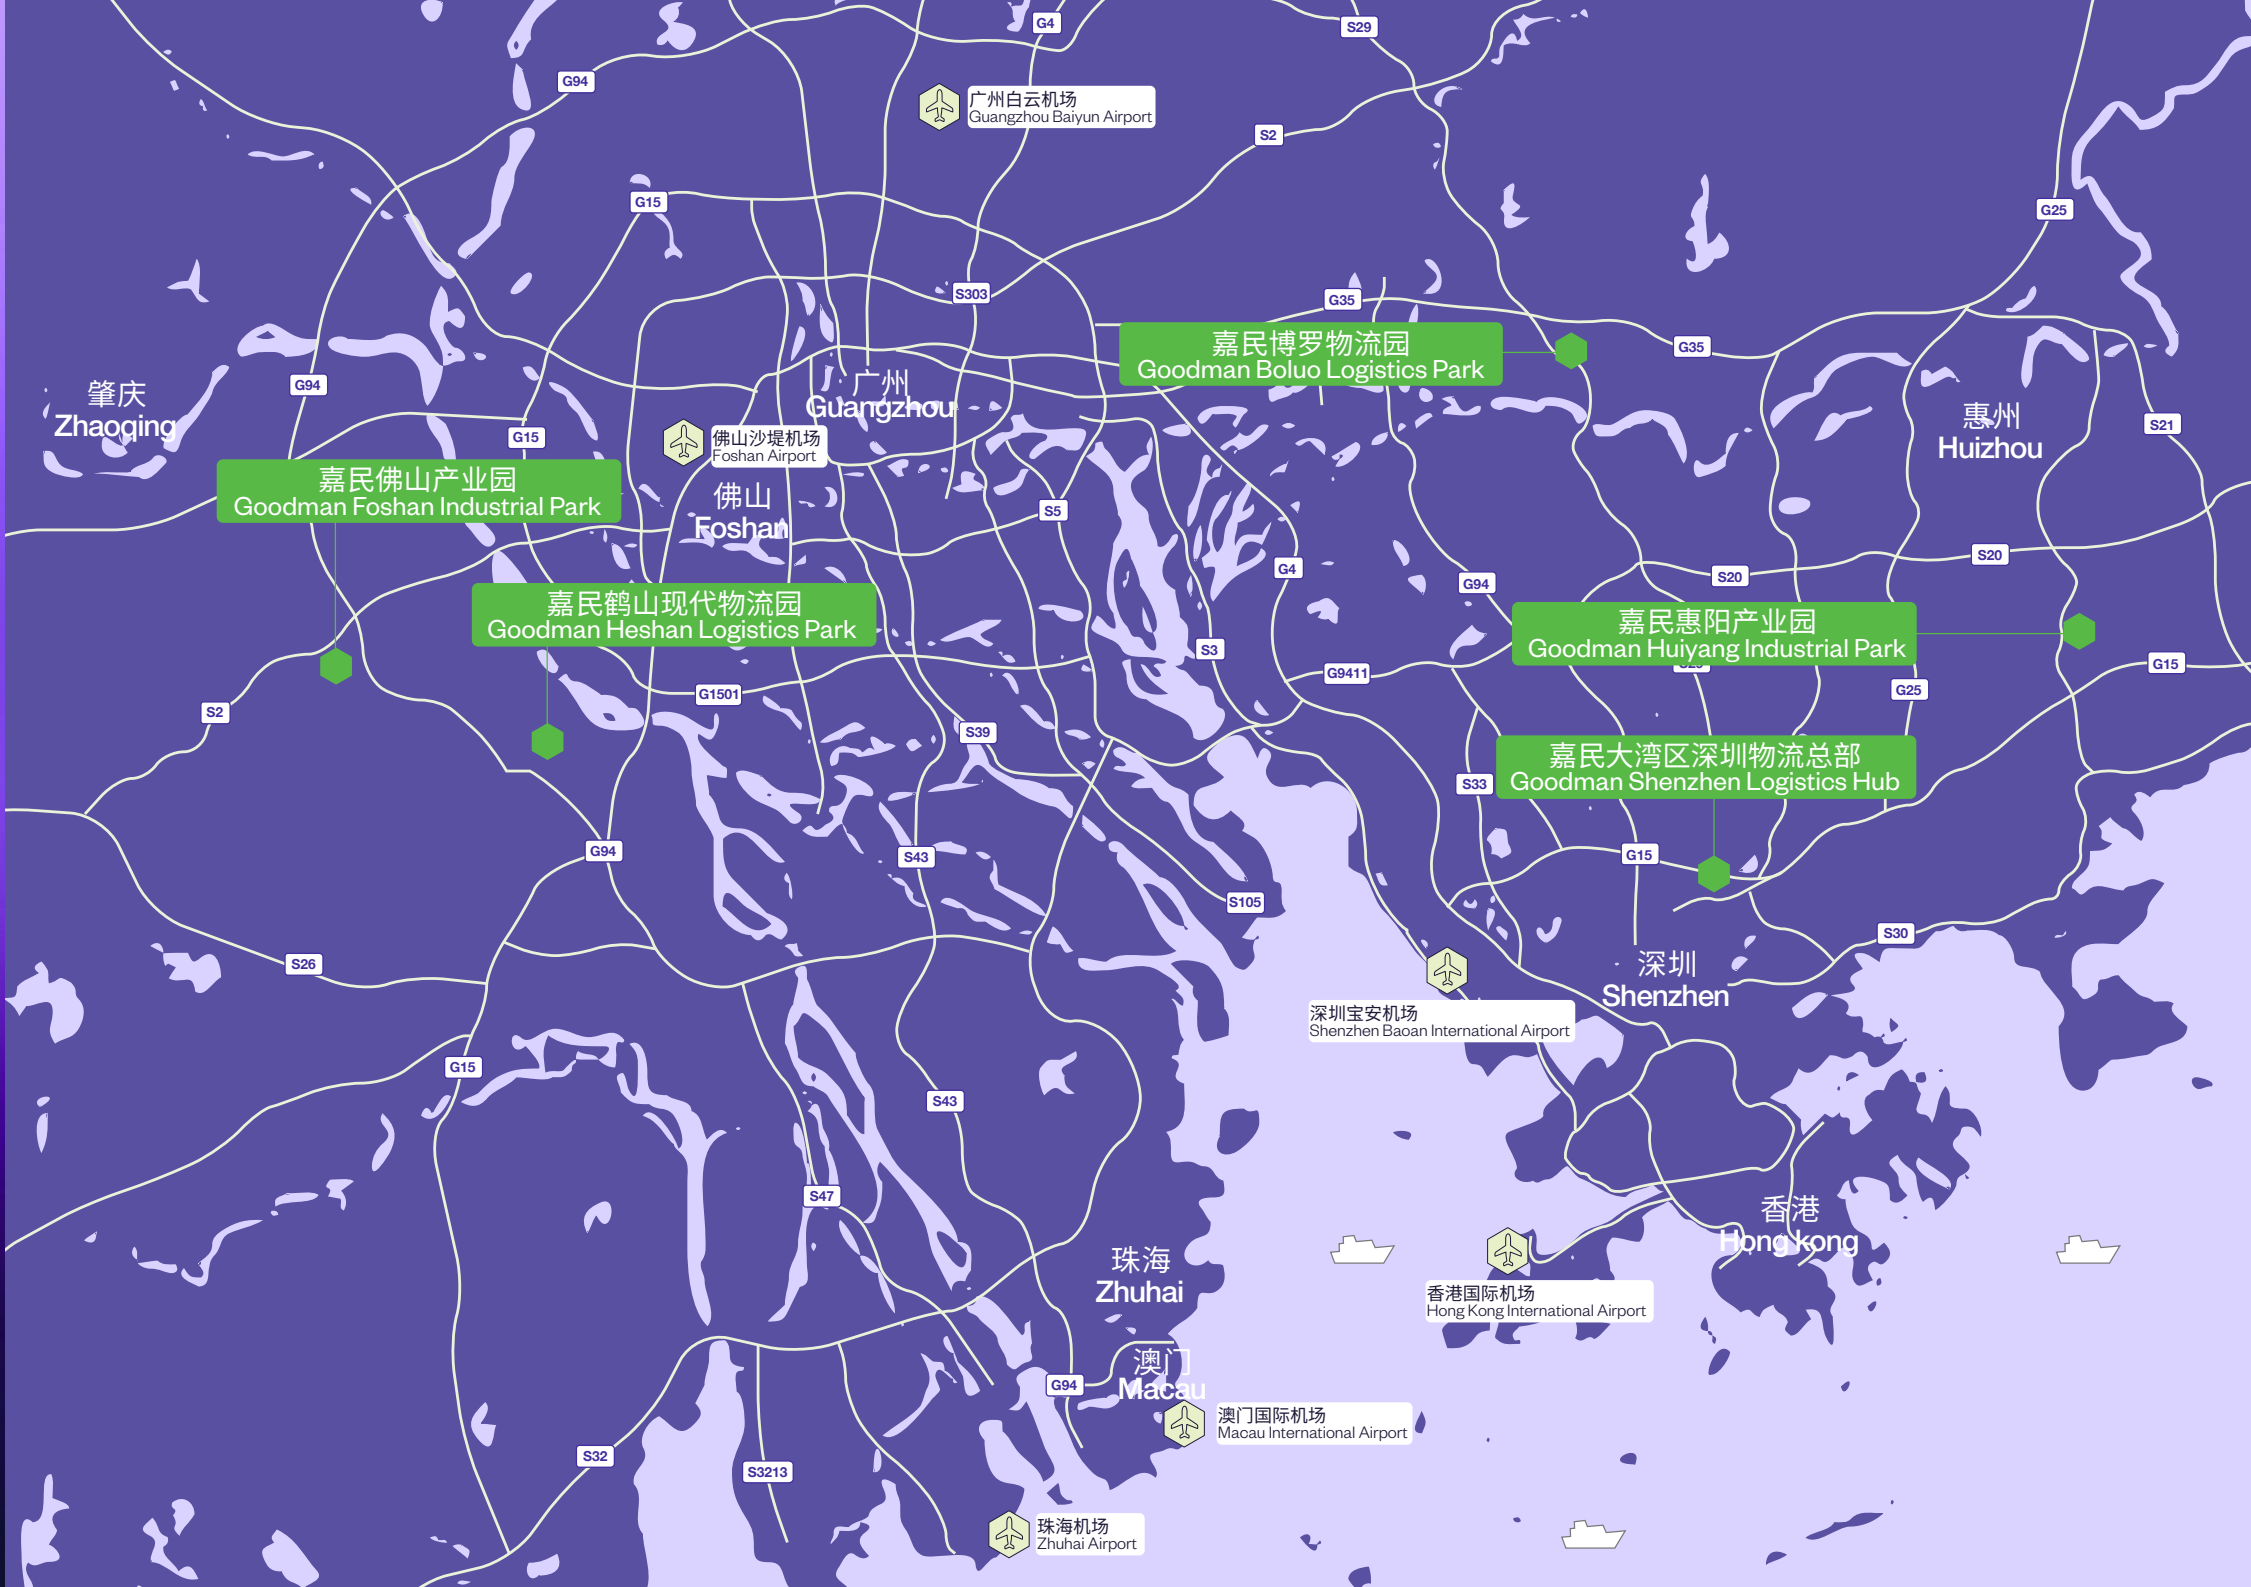 G4
S29
G94
广州白云机场
Guangzhou Baiyun Airport
S2
G15
G25
S303
G35
嘉民博罗物流园
Goodman Boluo Logistics Park
G35
肇庆
Zhaoqing
G94
广州
Guangzhou
惠州
Huizhou
S21
G15
佛山沙堤机场
Foshan Airport
嘉民佛山产业园
Goodman Foshan Industrial Park
佛山
Foshan
S5
S20
S20
G4
G94
嘉民鹤山现代物流园
Goodman Heshan Logistics Park
嘉民惠阳产业园
Goodman Huiyang Industrial Park
S3
G9411
G15
G1501
G25
S2
S39
嘉民大湾区深圳物流总部
Goodman Shenzhen Logistics Hub
S33
G94
S43
G15
S105
S30
S26
深圳
Shenzhen
深圳宝安机场
Shenzhen Baoan International Airport
G15
S43
S47
香港
Hong kong
珠海
Zhuhai
香港国际机场
Hong Kong International Airport
澳门
Macau
G94
澳门国际机场
Macau International Airport
S32
S3213
珠海机场
Zhuhai Airport